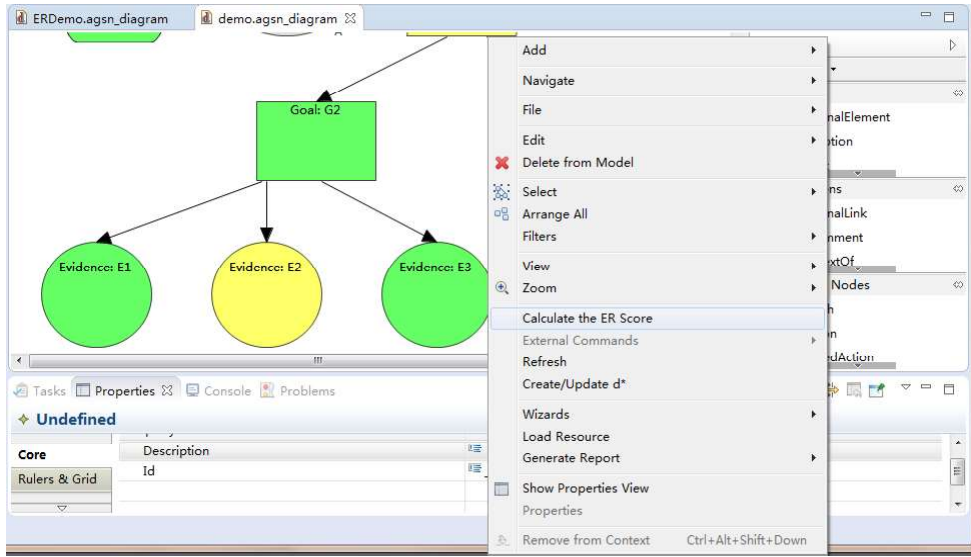 ERDemo.agsn_diagram
demo.agsn_diagram
Goal: G2
Evidence: E1
Evidence: E2
Evidence: E3
Add
Navigate
File
Edit
Delete from Model
Select
Arrange All
Filters
View
Zoom
Calculate the ER Score
External Commands
Refresh
Create/Update d*
Wizards
Load Resource
Generate Report
Show Properties View
Properties
Remove from Context Ctrl+Alt+Shift+Down
nalElement
ption
ns
nalLink
nment
xtOf
Nodes
h
on
edAction
Tasks
Properties
Console
Problems
Undefined
Core
Rulers & Grid
Description
Id